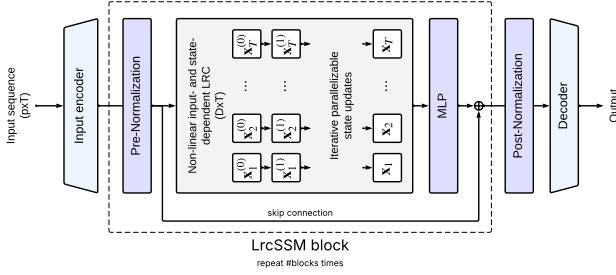 Input sequence
(pxT)
Input encoder
Pre-Normalization
Non-linear input- and state-
dependent LRC
(DxT)
x_T^(0) x_T^(1)
... ...
x_2^(0) x_2^(1)
x_1^(0) x_1^(1)
Iterative parallelizable
state updates
x_T
...
x_2
x_1
MLP
⊕
Post-Normalization
Decoder
Output
skip connection
LrcSSM block
repeat #blocks times